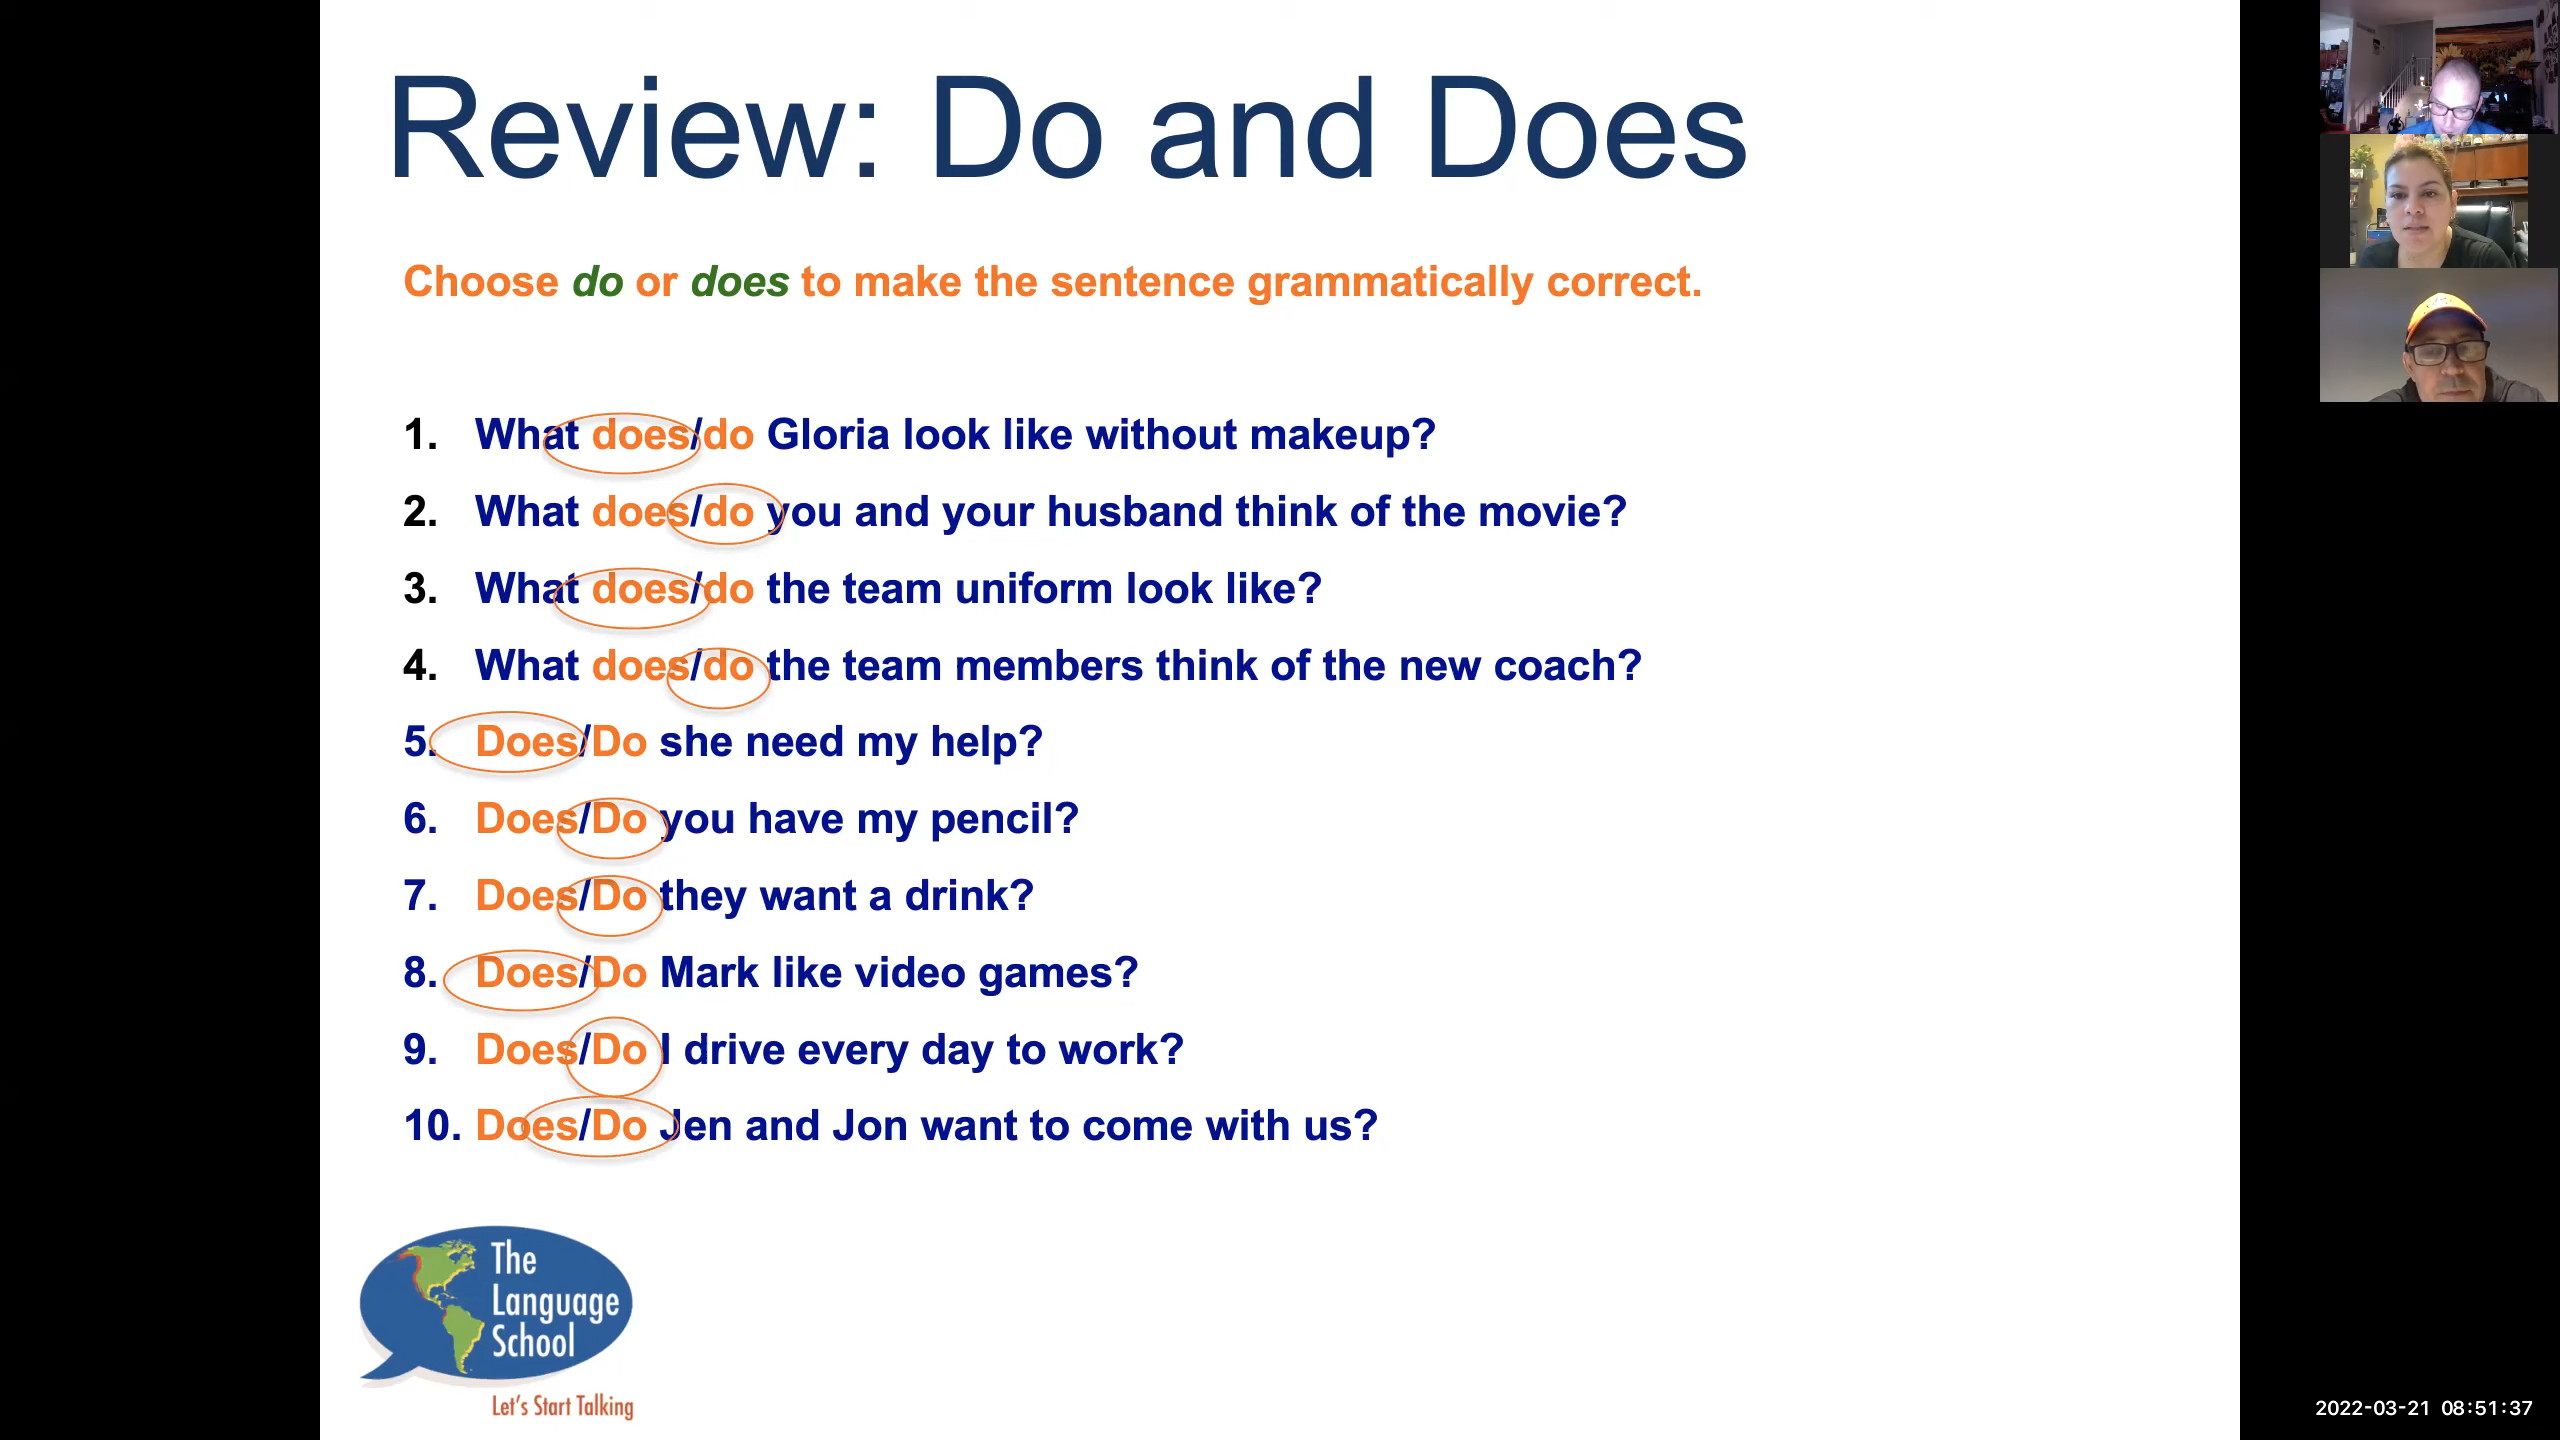 Review: Do and Does
Choose do or does to make the sentence grammatically correct.
1. What does/do Gloria look like without makeup?
2. What does/do you and your husband think of the movie?
3. What does/do the team uniform look like?
4. What does/do the team members think of the new coach?
5. Does/Do she need my help?
6. Does/Do you have my pencil?
7. Does/Do they want a drink?
8. Does/Do Mark like video games?
9. Does/Do I drive every day to work?
10. Does/Do Jen and Jon want to come with us?
The
Language
School
Let's Start Talking
2022-03-21 08:51:37